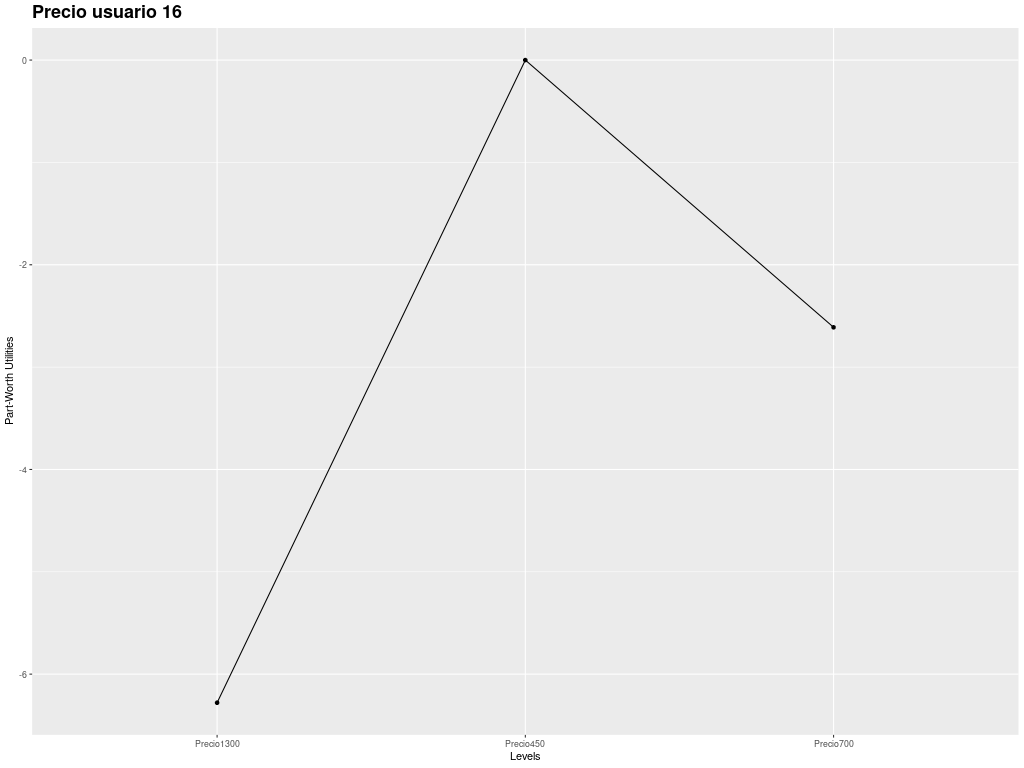 Precio usuario 16
Part-Worth Utilities
0
-2
-4
-6
Precio1300 Precio450 Precio700
Levels